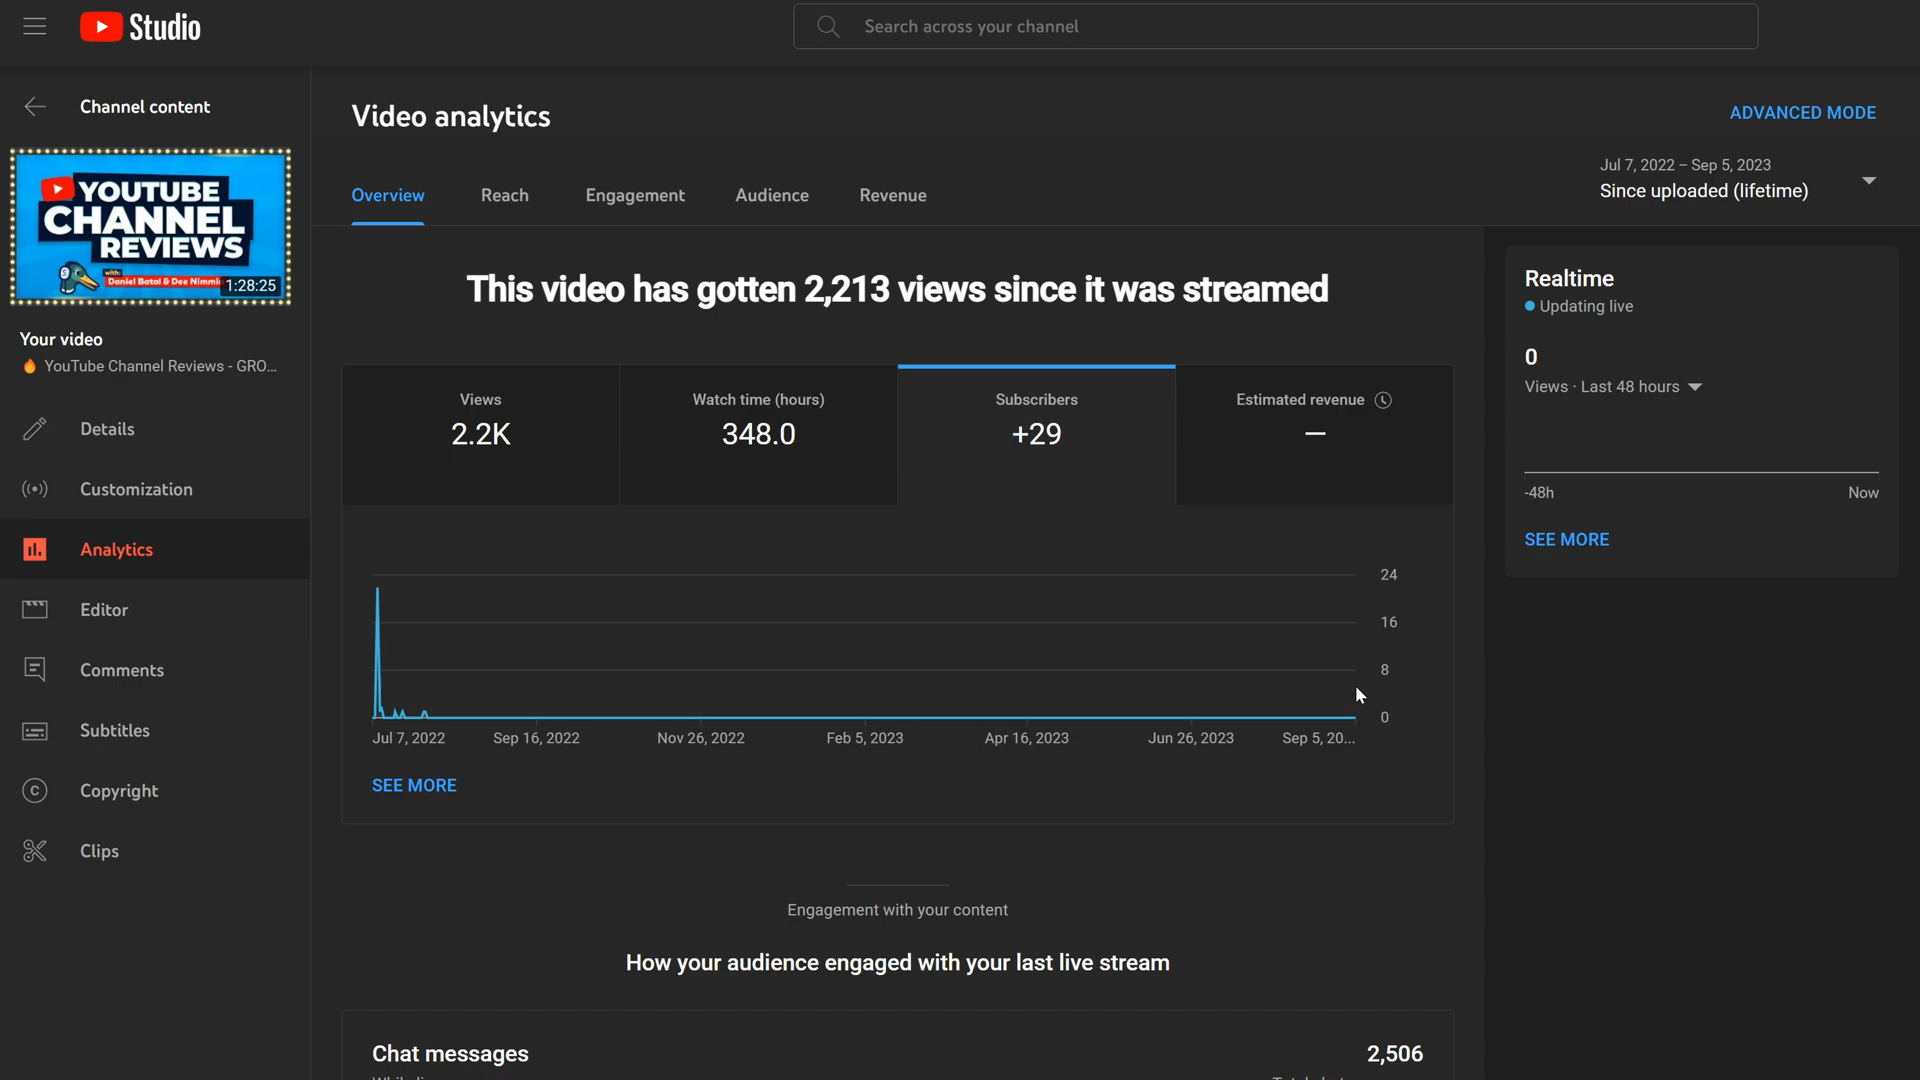 Studio
Search across your channel
Channel content
YOUTUBE
CHANNEL
REVIEWS
with:
Daniel Batal & Dee Nimmin
1:28:25
Your video
🔥 YouTube Channel Reviews - GRO...
Details
Customization
Analytics
Editor
Comments
Subtitles
Copyright
Clips
Video analytics
ADVANCED MODE
Jul 7, 2022 – Sep 5, 2023
Since uploaded (lifetime)
Overview Reach Engagement Audience Revenue
This video has gotten 2,213 views since it was streamed
Views
2.2K
Watch time (hours)
348.0
Subscribers
+29
Estimated revenue
—
24
16
8
0
Jul 7, 2022 Sep 16, 2022 Nov 26, 2022 Feb 5, 2023 Apr 16, 2023 Jun 26, 2023 Sep 5, 20...
SEE MORE
Engagement with your content
How your audience engaged with your last live stream
Chat messages 2,506
Realtime
Updating live
0
Views · Last 48 hours
-48h Now
SEE MORE